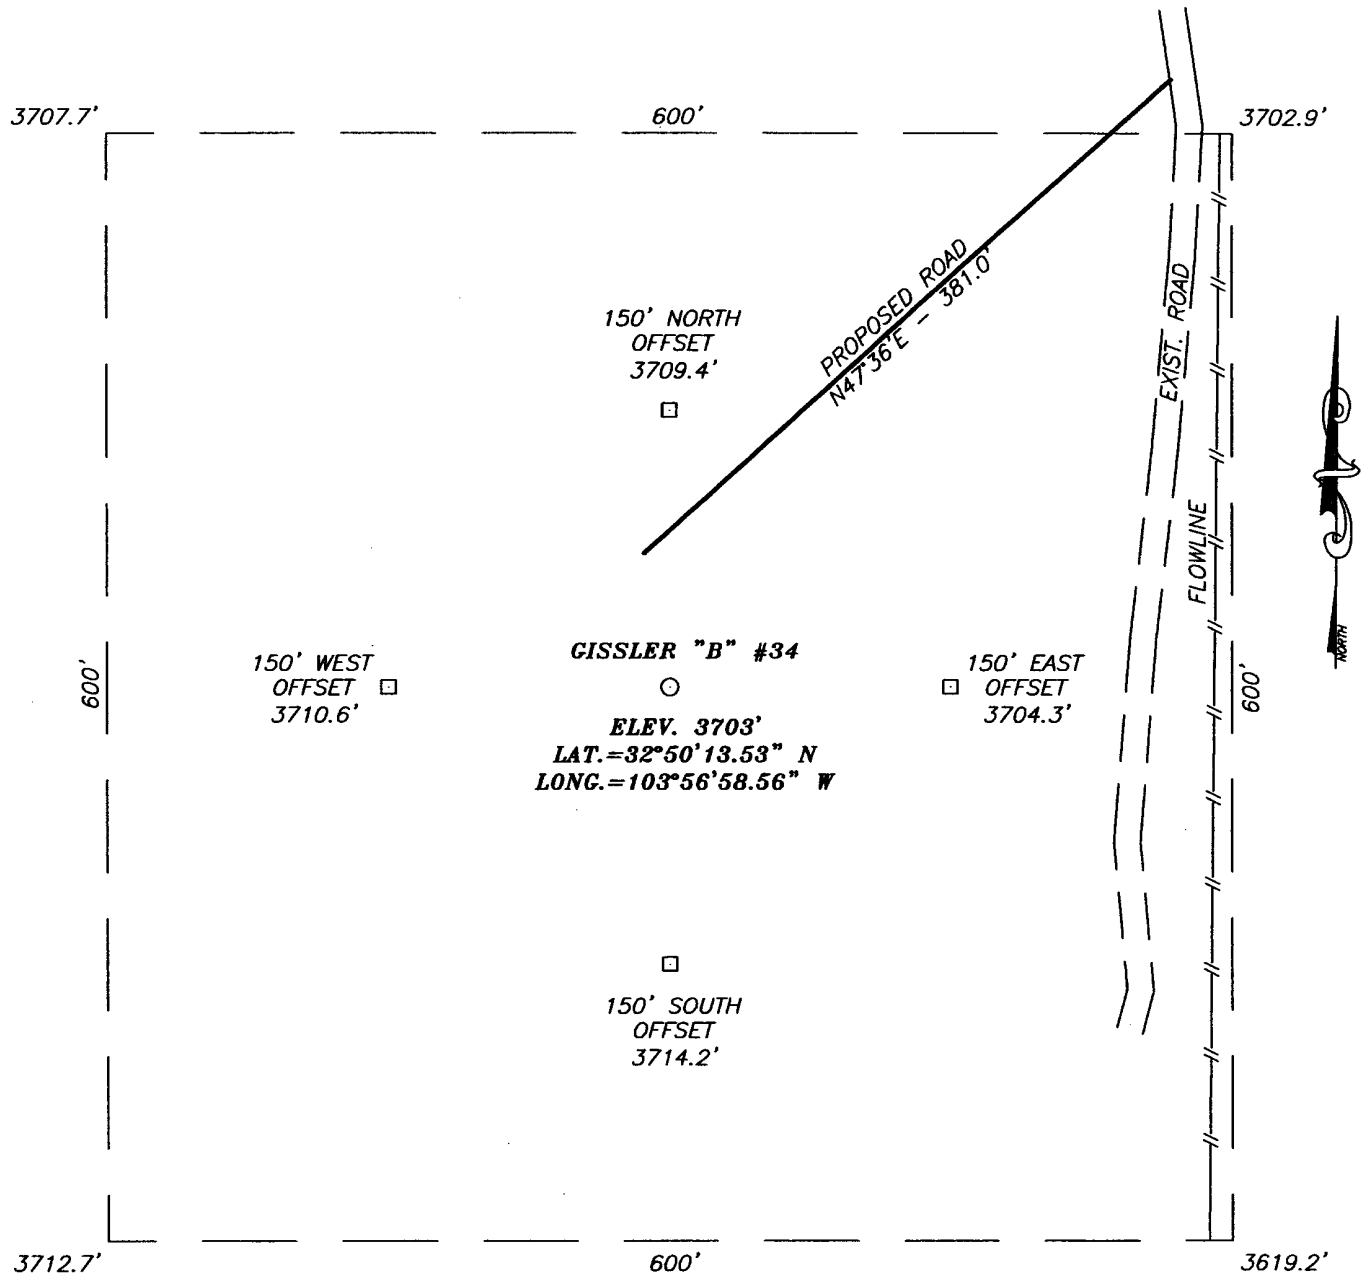 3707.7'
600'
3702.9'
PROPOSED ROAD
N47°36'E – 381.0'
150' NORTH
OFFSET
3709.4'
EXIST. ROAD
FLOWLINE
NORTH
600'
150' WEST
OFFSET
3710.6'
GISSLER "B" #34
ELEV. 3703'
LAT.=32°50'13.53" N
LONG.=103°56'58.56" W
150' EAST
OFFSET
3704.3'
600'
150' SOUTH
OFFSET
3714.2'
3712.7'
600'
3619.2'